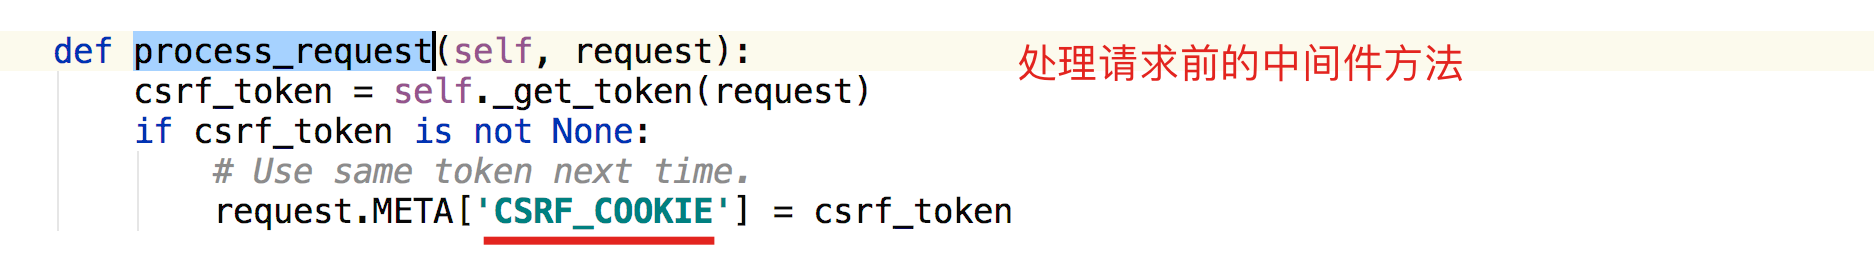 def process_request(self, request):
处理请求前的中间件方法
csrf_token = self._get_token(request)
if csrf_token is not None:
# Use same token next time.
request.META['CSRF_COOKIE'] = csrf_token